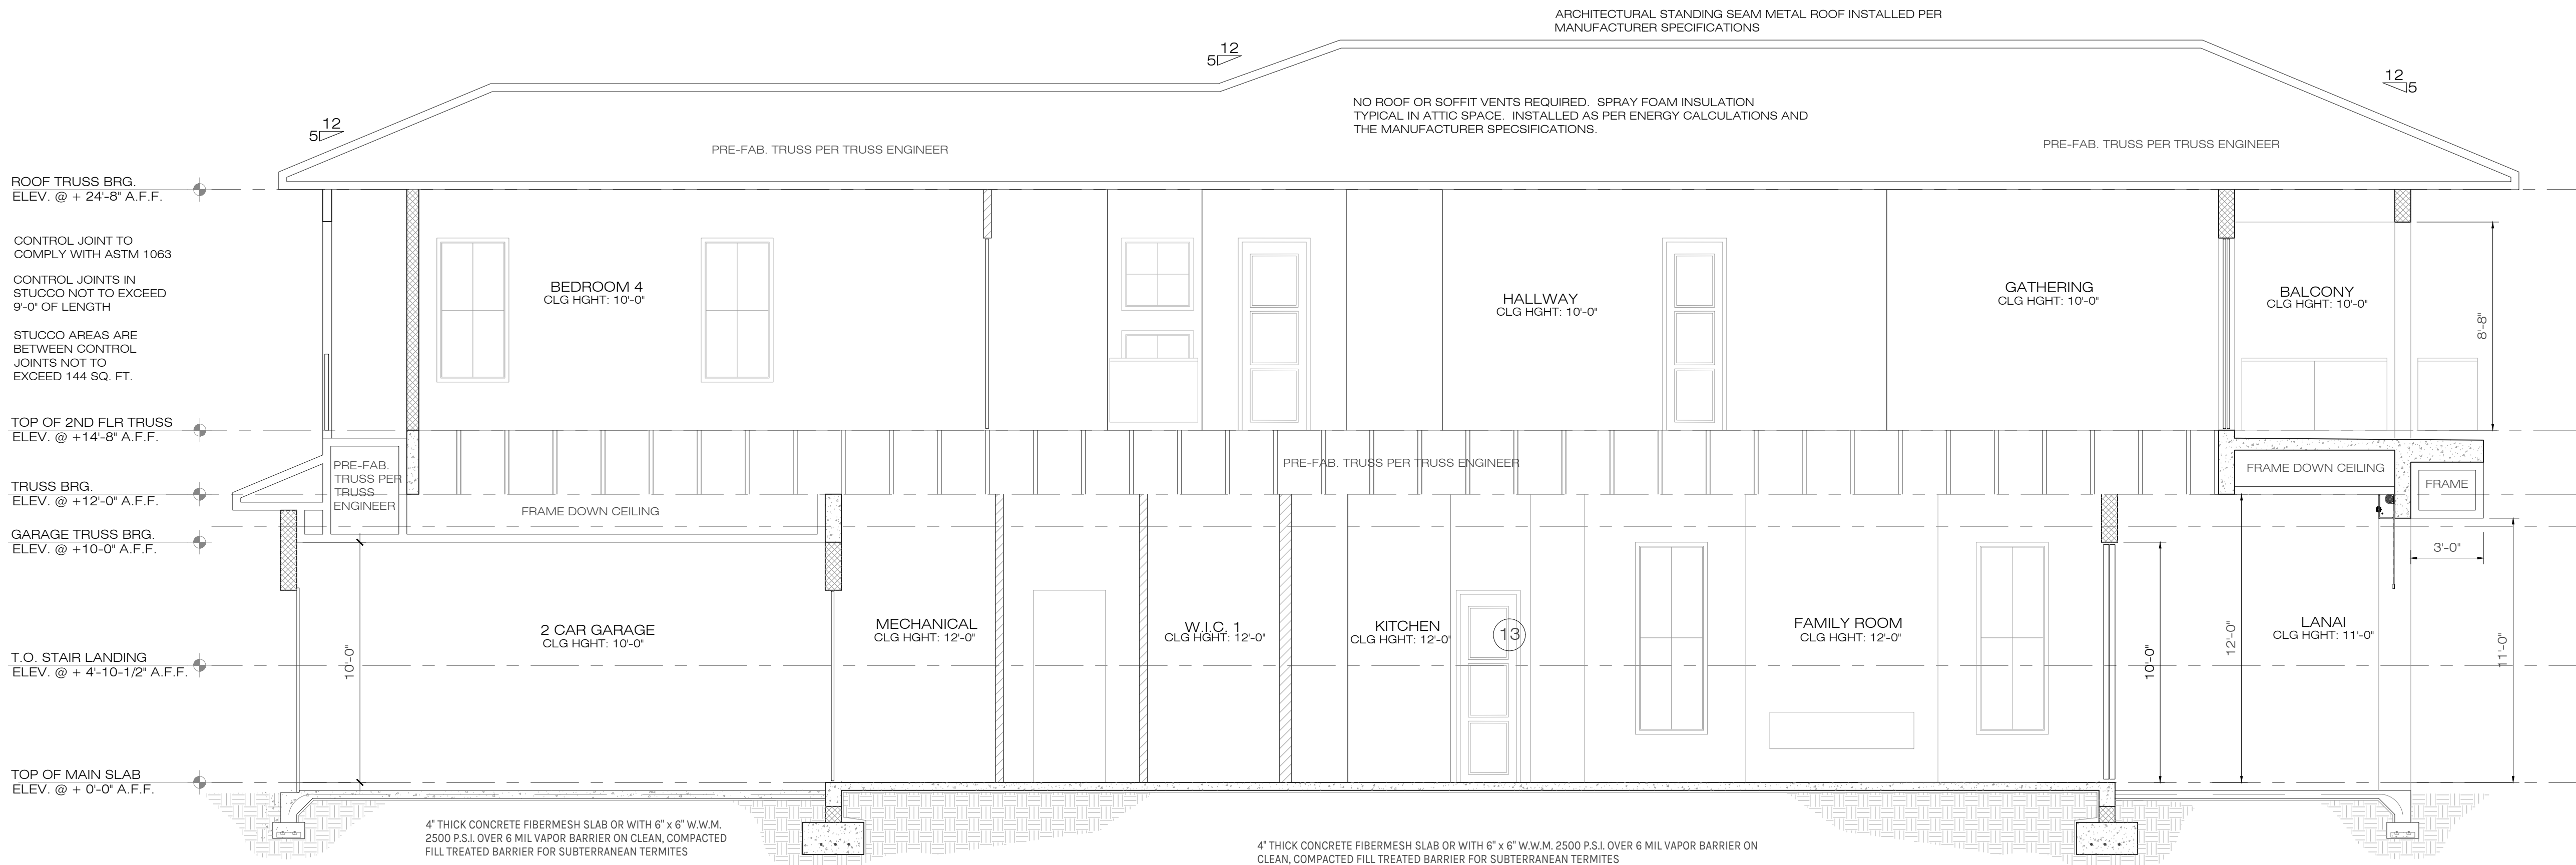 ARCHITECTURAL STANDING SEAM METAL ROOF INSTALLED PER
MANUFACTURER SPECIFICATIONS
12
5
12
5
12
5
NO ROOF OR SOFFIT VENTS REQUIRED. SPRAY FOAM INSULATION
TYPICAL IN ATTIC SPACE. INSTALLED AS PER ENERGY CALCULATIONS AND
THE MANUFACTURER SPECSIFICATIONS.
PRE-FAB. TRUSS PER TRUSS ENGINEER
PRE-FAB. TRUSS PER TRUSS ENGINEER
ROOF TRUSS BRG.
ELEV. @ + 24'-8" A.F.F.
CONTROL JOINT TO
COMPLY WITH ASTM 1063
CONTROL JOINTS IN
STUCCO NOT TO EXCEED
9'-0" OF LENGTH
STUCCO AREAS ARE
BETWEEN CONTROL
JOINTS NOT TO
EXCEED 144 SQ. FT.
BEDROOM 4
CLG HGHT: 10'-0"
HALLWAY
CLG HGHT: 10'-0"
GATHERING
CLG HGHT: 10'-0"
BALCONY
CLG HGHT: 10'-0"
8'-8"
TOP OF 2ND FLR TRUSS
ELEV. @ +14'-8" A.F.F.
PRE-FAB.
TRUSS PER
TRUSS
ENGINEER
PRE-FAB. TRUSS PER TRUSS ENGINEER
FRAME DOWN CEILING
FRAME
TRUSS BRG.
ELEV. @ +12'-0" A.F.F.
FRAME DOWN CEILING
GARAGE TRUSS BRG.
ELEV. @ +10-0" A.F.F.
3'-0"
2 CAR GARAGE
CLG HGHT: 10'-0"
MECHANICAL
CLG HGHT: 12'-0"
W.I.C. 1
CLG HGHT: 12'-0"
KITCHEN
CLG HGHT: 12'-0"
13
FAMILY ROOM
CLG HGHT: 12'-0"
LANAI
CLG HGHT: 11'-0"
10'-0"
10'-0"
12'-0"
11'-0"
T.O. STAIR LANDING
ELEV. @ + 4'-10-1/2" A.F.F.
TOP OF MAIN SLAB
ELEV. @ + 0'-0" A.F.F.
4" THICK CONCRETE FIBERMESH SLAB OR WITH 6" x 6" W.W.M.
2500 P.S.I. OVER 6 MIL VAPOR BARRIER ON CLEAN, COMPACTED
FILL TREATED BARRIER FOR SUBTERRANEAN TERMITES
4" THICK CONCRETE FIBERMESH SLAB OR WITH 6" x 6" W.W.M. 2500 P.S.I. OVER 6 MIL VAPOR BARRIER ON
CLEAN, COMPACTED FILL TREATED BARRIER FOR SUBTERRANEAN TERMITES